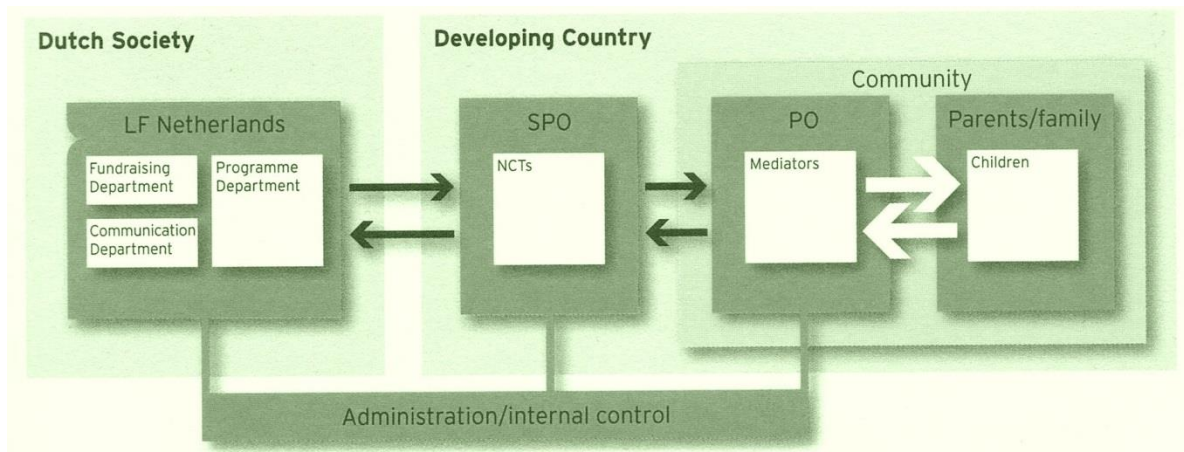 Dutch Society
Developing Country
Community
LF Netherlands
SPO
PO
Parents/family
Fundraising
Department
Programme
Department
Communication
Department
NCTs
Mediators
Children
Administration/internal control